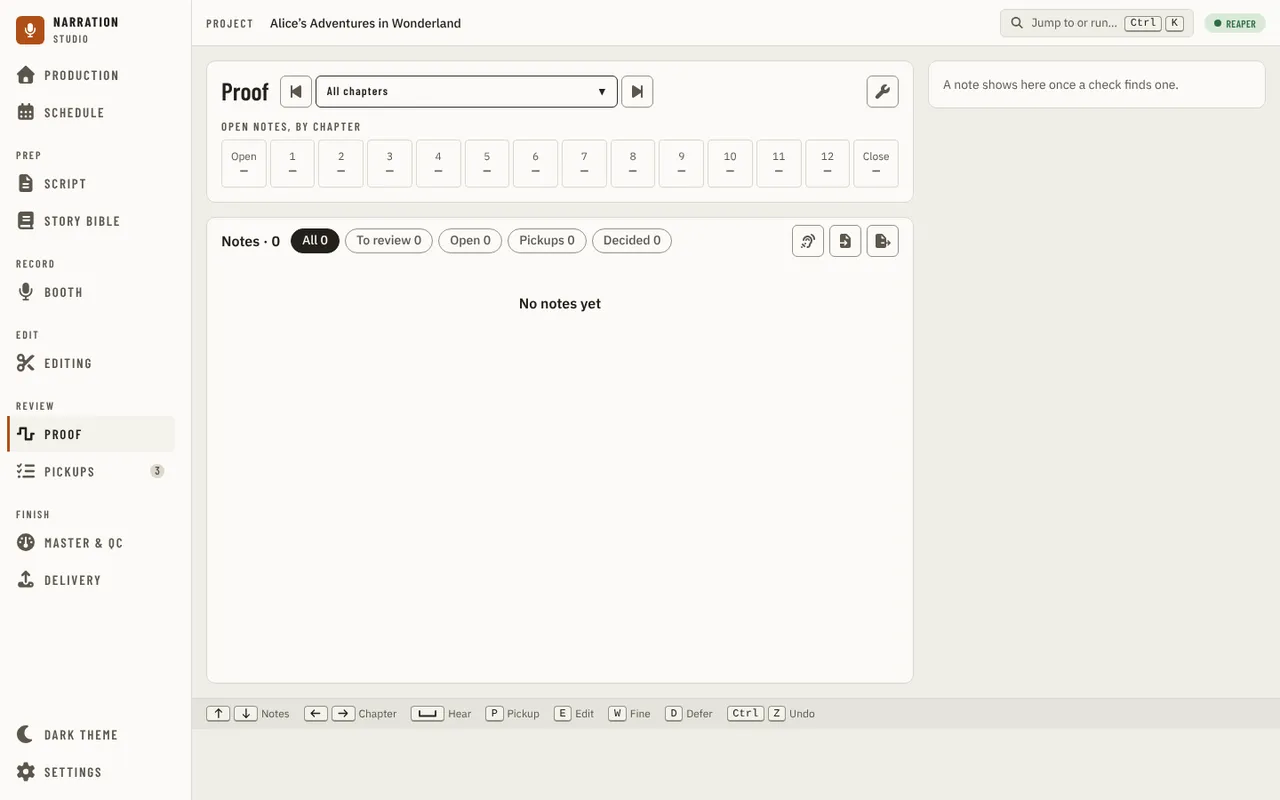 NARRATION
STUDIO
PRODUCTION
SCHEDULE
PREP
SCRIPT
STORY BIBLE
RECORD
BOOTH
EDIT
EDITING
REVIEW
PROOF
PICKUPS 3
FINISH
MASTER & QC
DELIVERY
DARK THEME
SETTINGS
PROJECT Alice's Adventures in Wonderland
Jump to or run... Ctrl K
REAPER
Proof All chapters
OPEN NOTES, BY CHAPTER
Open 1 2 3 4 5 6 7 8 9 10 11 12 Close
– – – – – – – – – – – – – –
Notes · 0 All 0 To review 0 Open 0 Pickups 0 Decided 0
No notes yet
A note shows here once a check finds one.
↑ ↓ Notes ← → Chapter Hear P Pickup E Edit W Fine D Defer Ctrl Z Undo